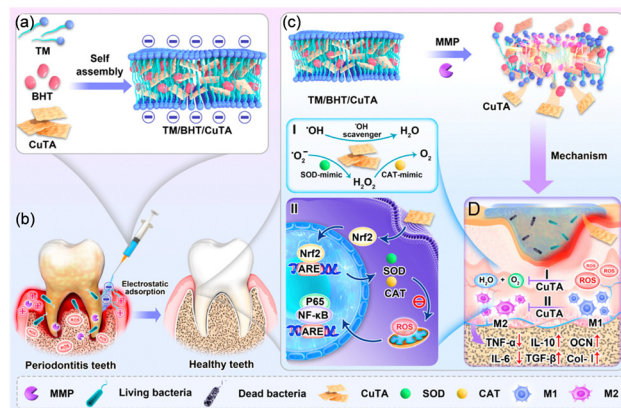 (a)
TM
BHT
CuTA
Self
assembly
TM/BHT/CuTA
(b)
Electrostatic
adsorption
Periodontitis teeth
Healthy teeth
(c)
TM/BHT/CuTA
MMP
CuTA
Mechanism
I
·OH
·OH
scavenger
H₂O
·O₂⁻
SOD-mimic
H₂O₂
CAT-mimic
O₂
II
Nrf2
Nrf2
ARE
SOD
CAT
P65
NF-κB
ARE
ROS
D
H₂O + O₂
I
CuTA
ROS
ROS
ROS
II
CuTA
M2
M1
TNF-α↓ IL-10↑ OCN↑
IL-6 ↓ TGF-β↑ Col- I↑
MMP
Living bacteria
Dead bacteria
CuTA
SOD
CAT
M1
M2